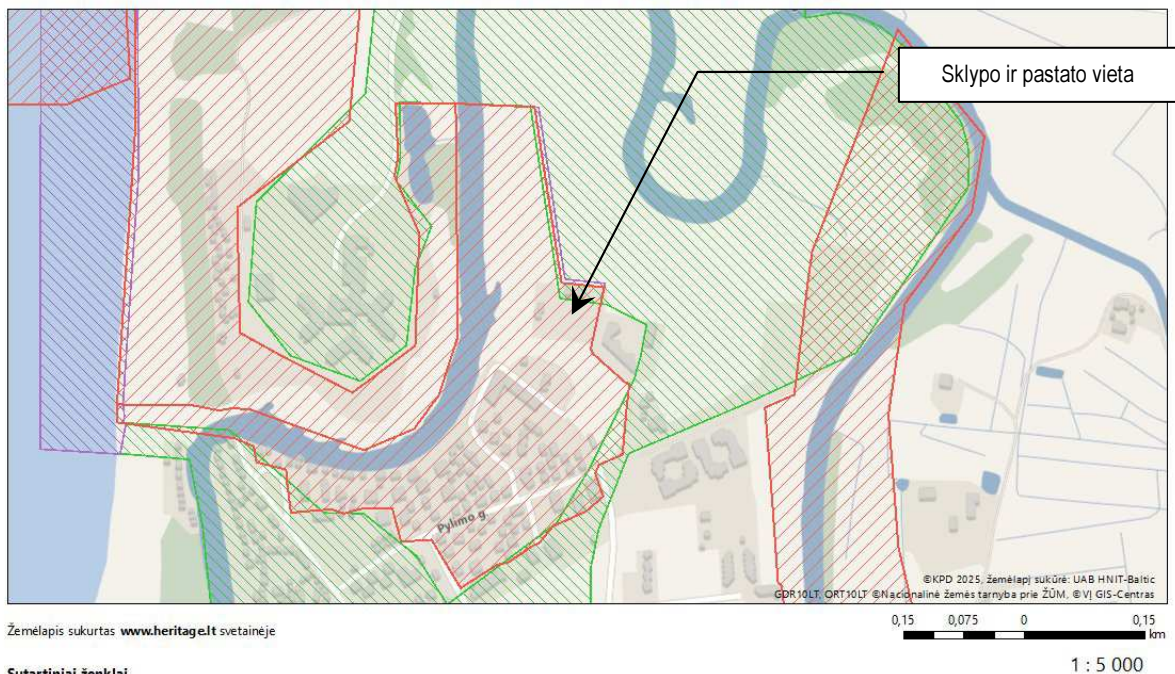 Sklypo ir pastato vieta
Pylimo g.
©KPD 2025, žemėlapį sukūrė: UAB HNIT-Baltic
GDR10LT, ORT10LT ©Nacionalinė žemės tarnyba prie ŽŪM, ©VĮ GIS-Centras
Žemėlapis sukurtas www.heritage.lt svetainėje
0,15 0,075 0 0,15
km
1 : 5 000
Sutartiniai ženklai